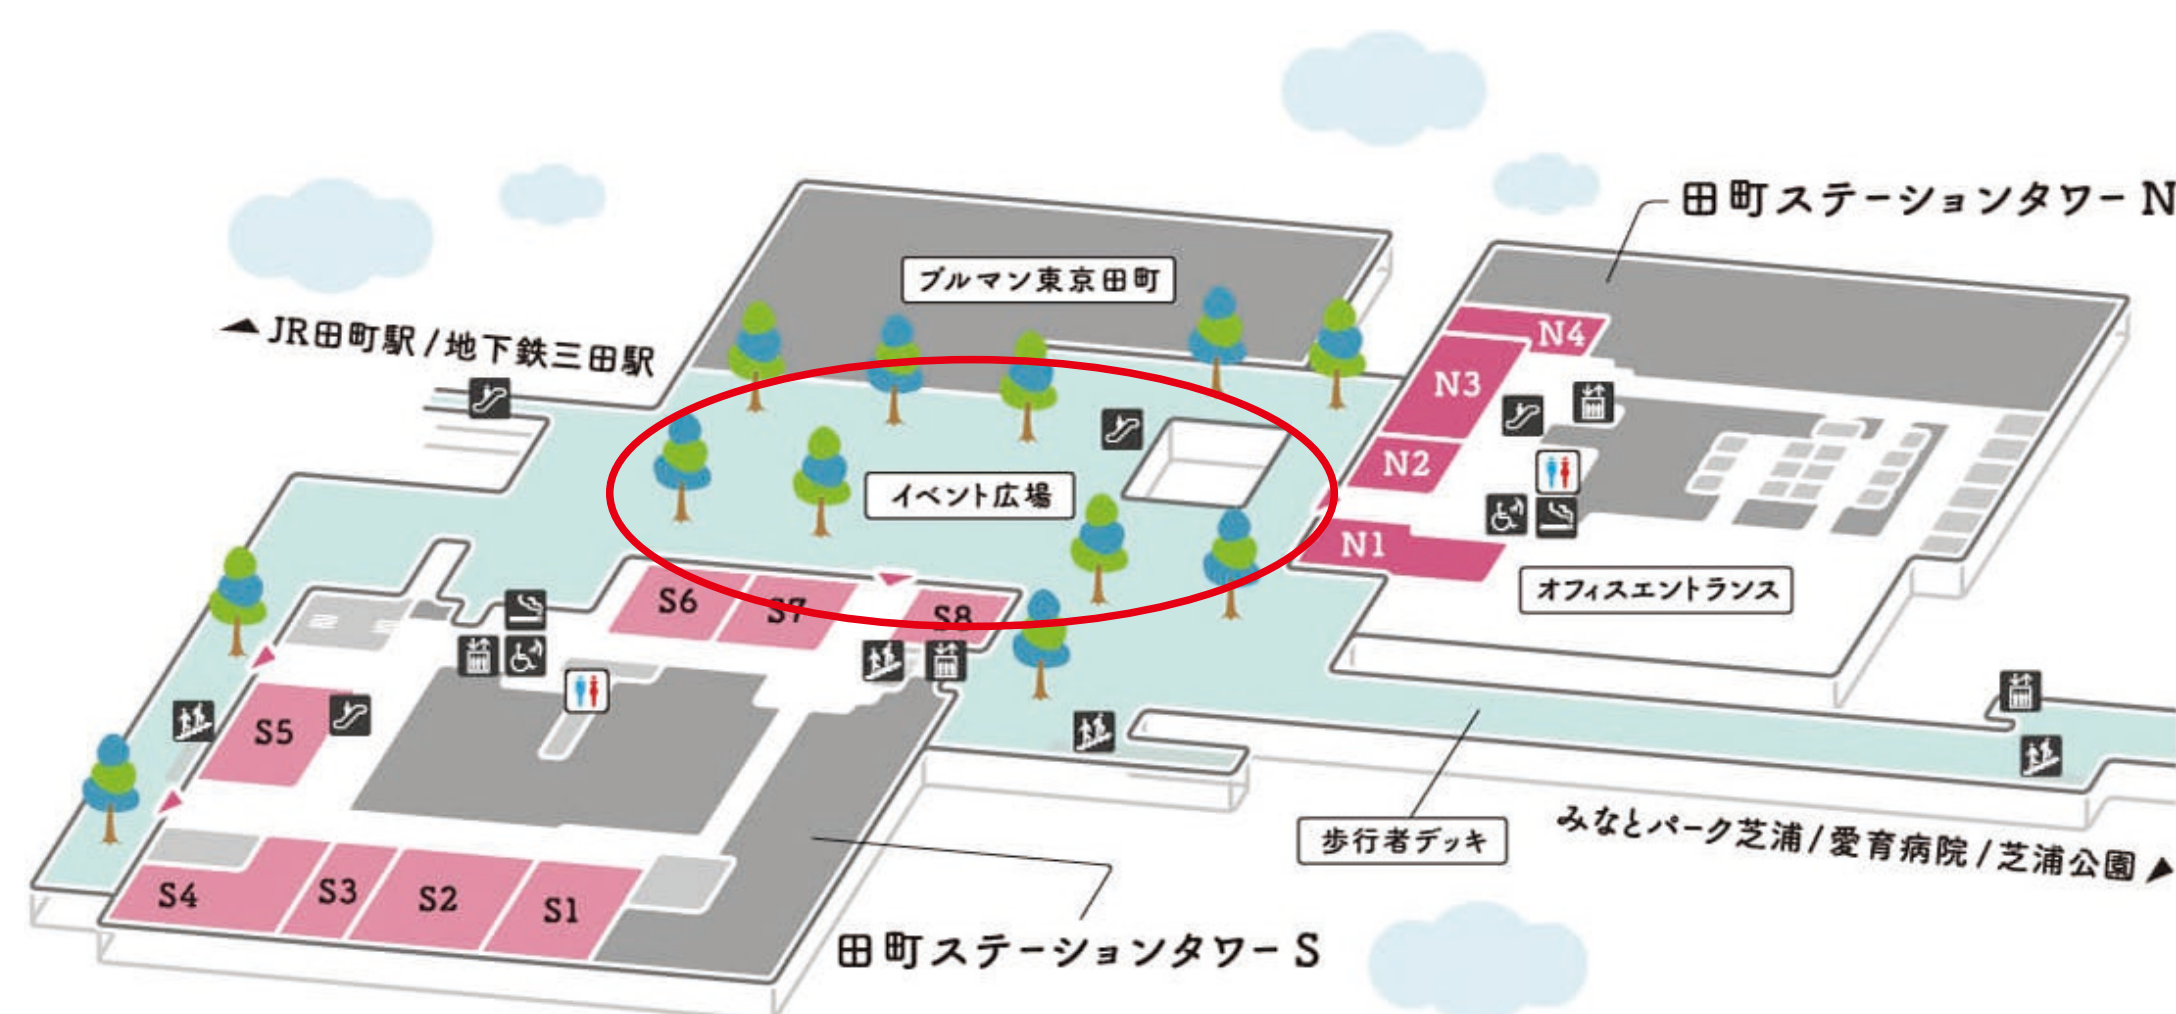 田町ステーションタワー N
プルマン東京田町
JR田町駅/地下鉄三田駅
N4
N3
N2
イベント広場
N1
オフィスエントランス
S6
S7
S8
S5
歩行者デッキ
みなとパーク芝浦/愛育病院/芝浦公園
S4
S3
S2
S1
田町ステーションタワー S